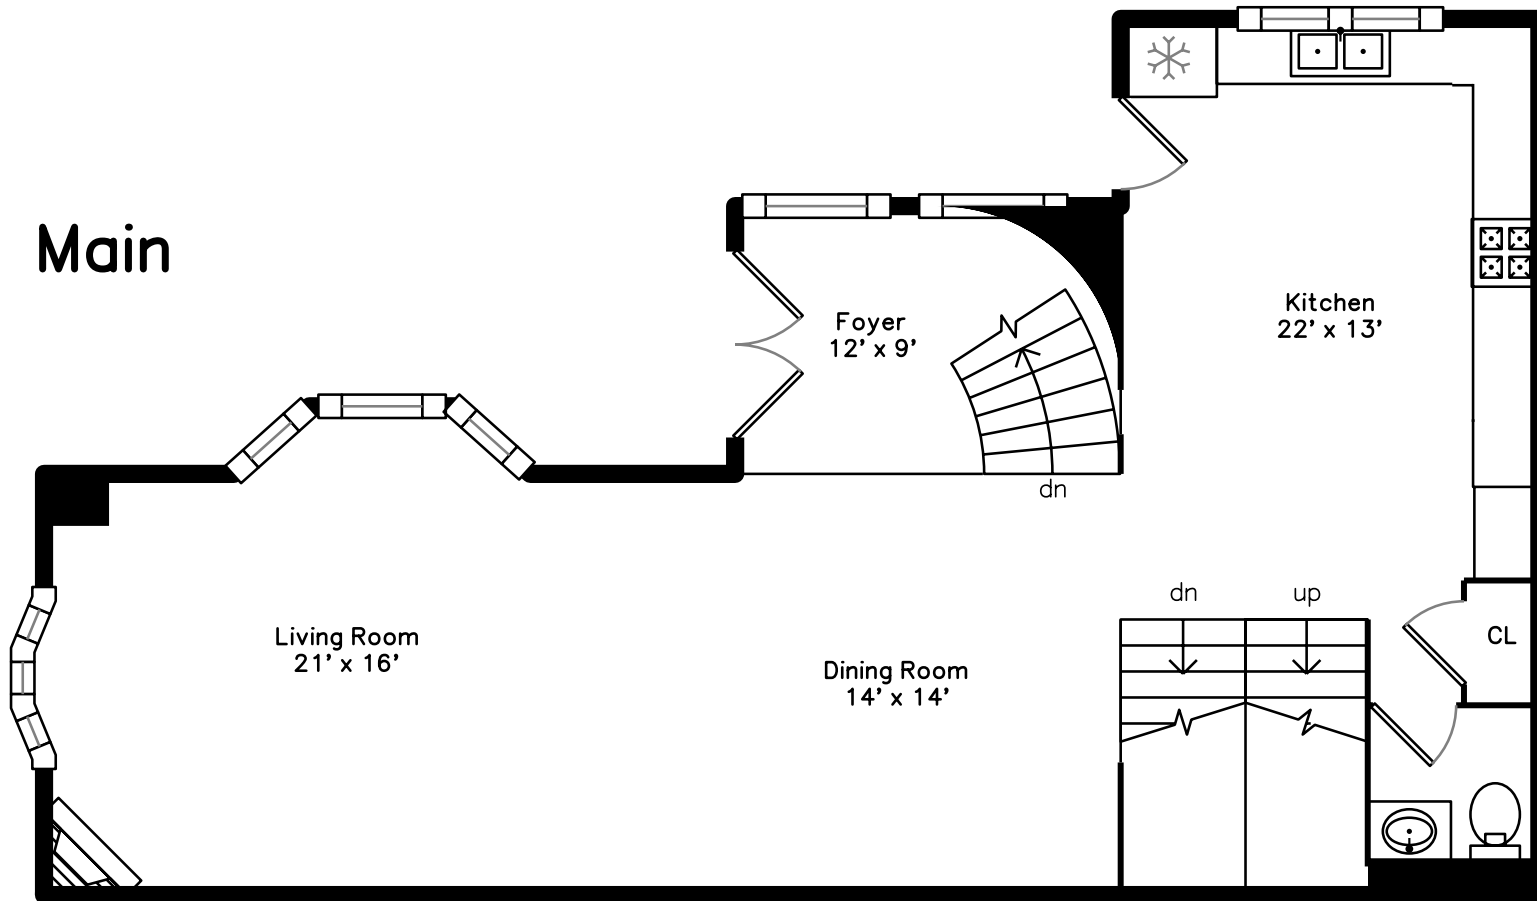 Main
Foyer
12’ x 9’
Kitchen
22’ x 13’
dn
dn
up
Living Room
21’ x 16’
CL
Dining Room
14’ x 14’